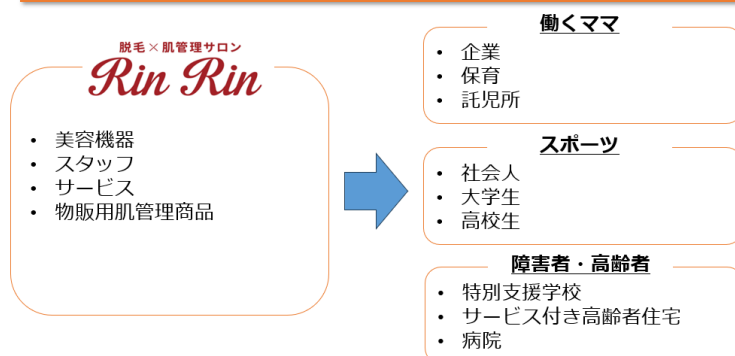 脱毛×肌管理サロン
Rin Rin
• 美容機器
• スタッフ
• サービス
• 物販用肌管理商品
働くママ
• 企業
• 保育
• 託児所
スポーツ
• 社会人
• 大学生
• 高校生
障害者・高齢者
• 特別支援学校
• サービス付き高齢者住宅
• 病院